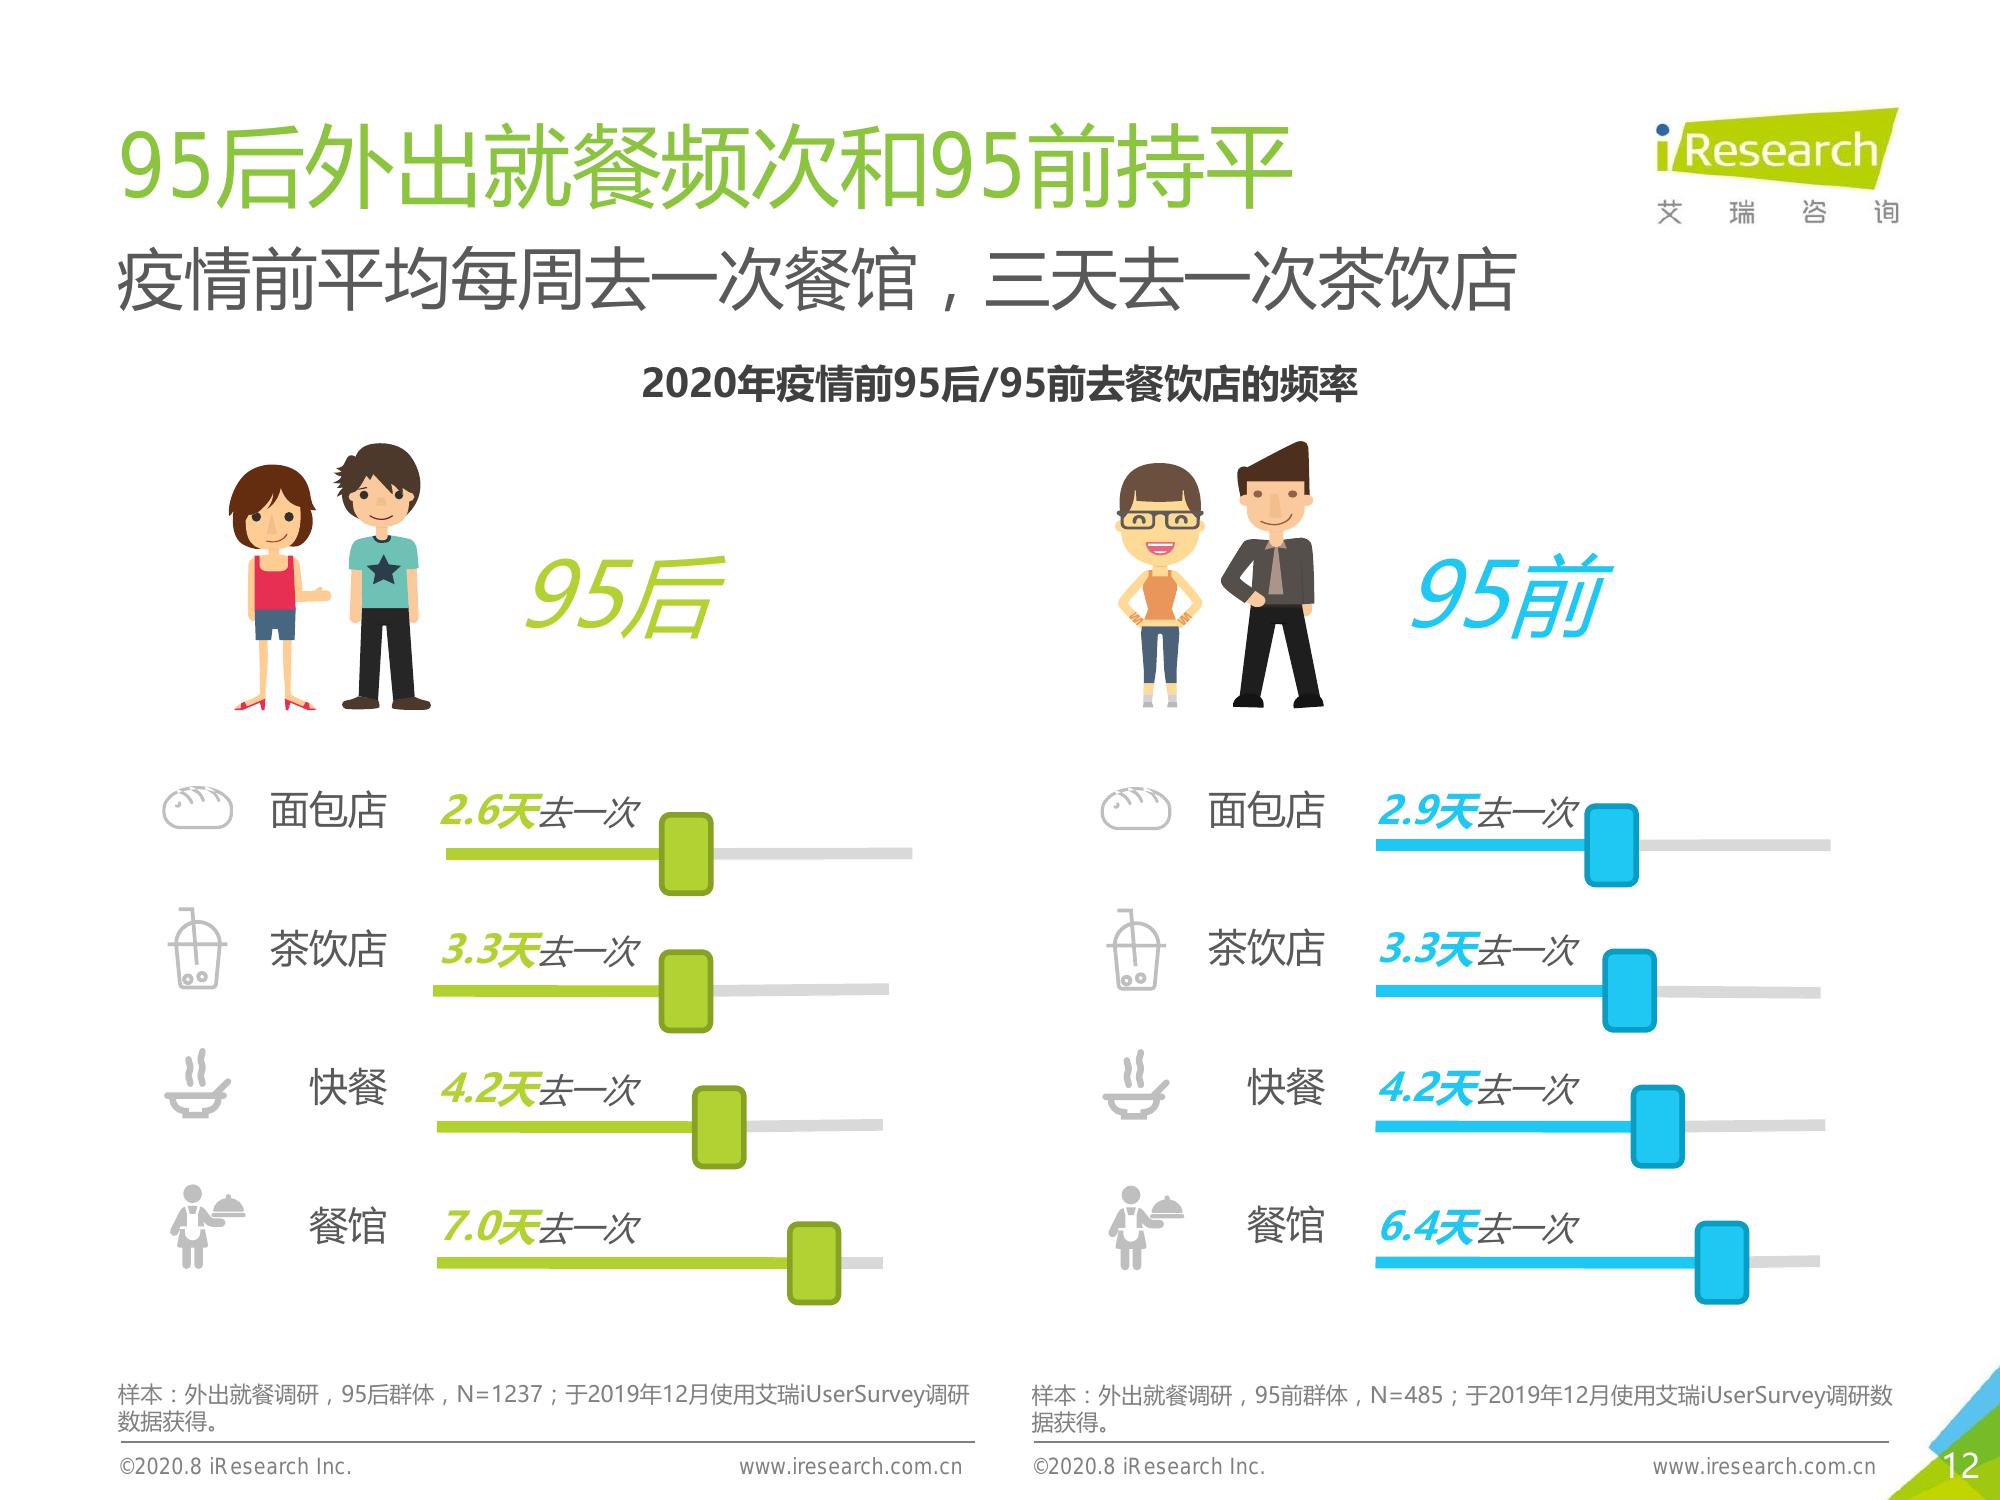 95后外出就餐频次和95前持平
iResearch
艾瑞咨询
疫情前平均每周去一次餐馆，三天去一次茶饮店
2020年疫情前95后/95前去餐饮店的频率
95后
面包店 2.6天去一次
茶饮店 3.3天去一次
快餐 4.2天去一次
餐馆 7.0天去一次
95前
面包店 2.9天去一次
茶饮店 3.3天去一次
快餐 4.2天去一次
餐馆 6.4天去一次
样本：外出就餐调研，95后群体，N=1237；于2019年12月使用艾瑞iUserSurvey调研
数据获得。
©2020.8 iResearch Inc. www.iresearch.com.cn
样本：外出就餐调研，95前群体，N=485；于2019年12月使用艾瑞iUserSurvey调研数
据获得。
©2020.8 iResearch Inc. www.iresearch.com.cn
12